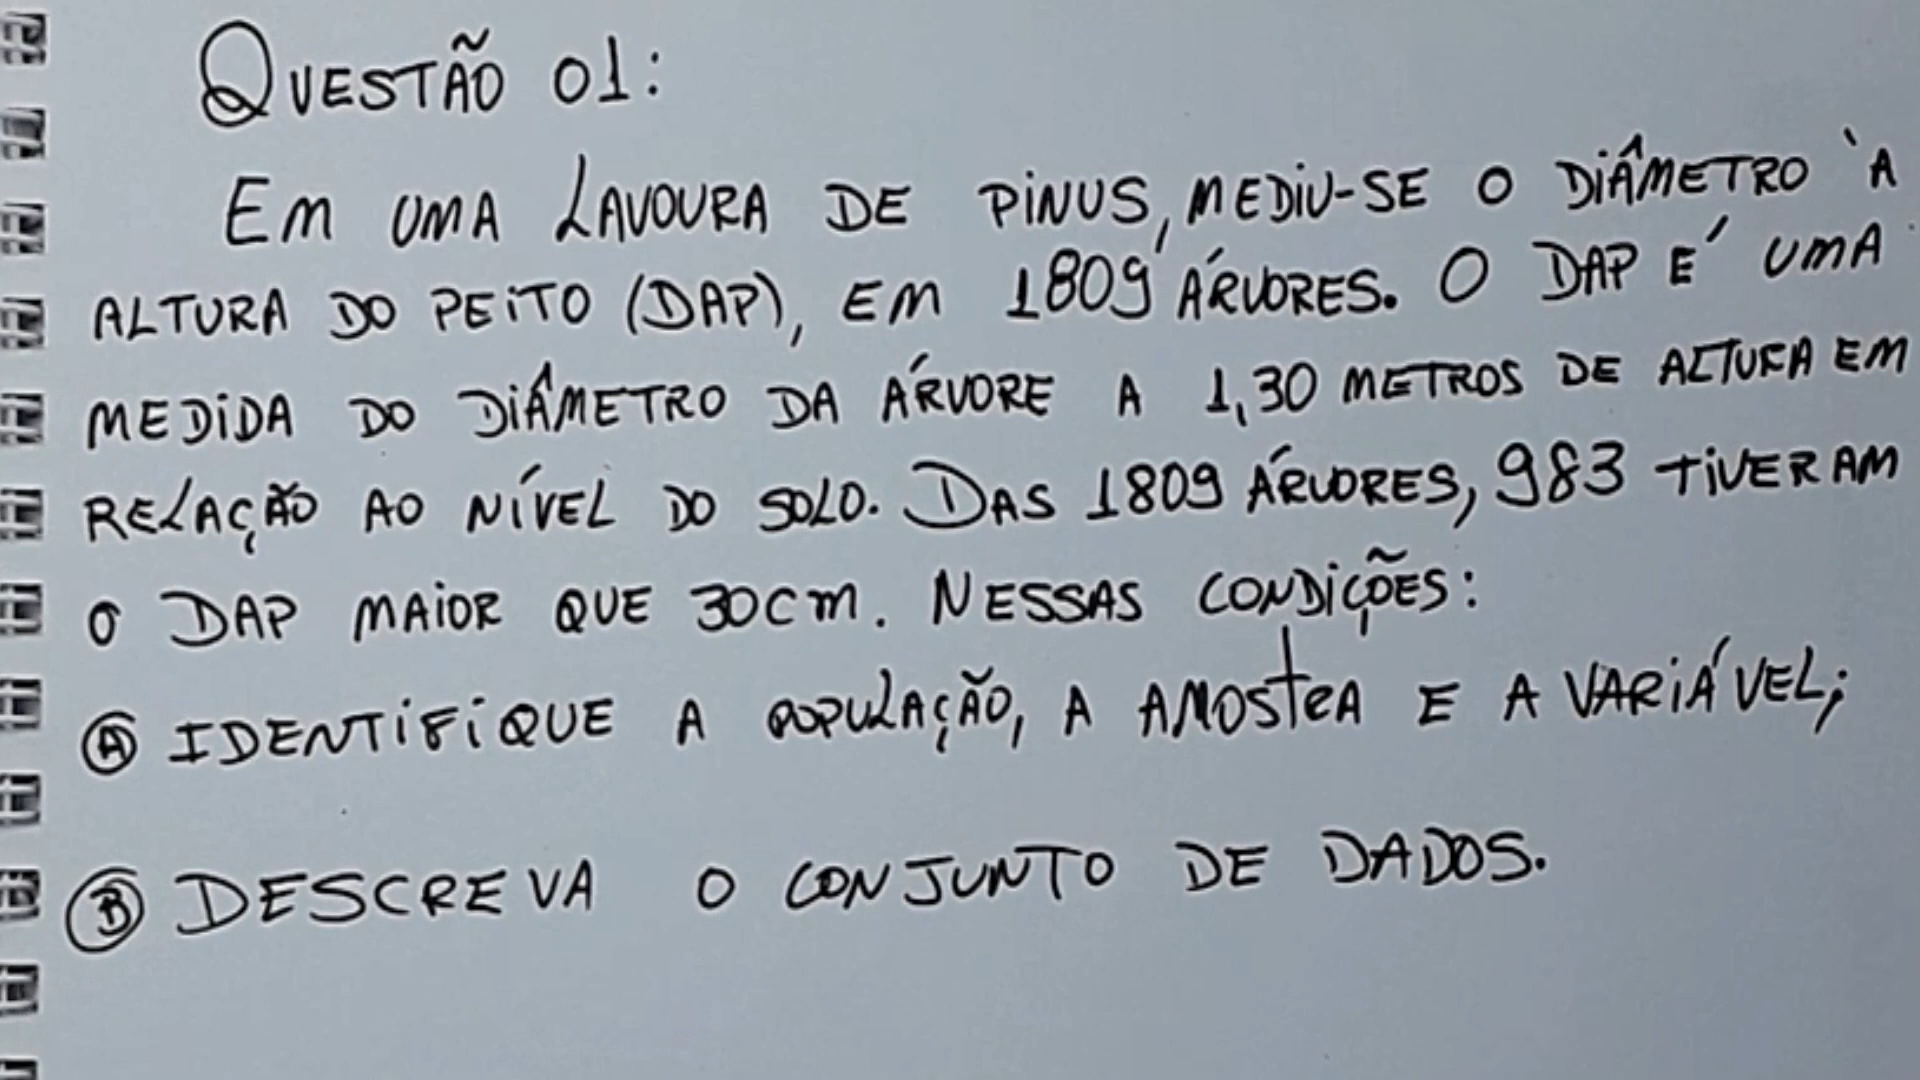 QUESTÃO 01:
EM UMA LAVOURA DE PINUS, MEDIU-SE O DIÂMETRO À
ALTURA DO PEITO (DAP), EM 1809 ÁRVORES. O DAP É UMA
MEDIDA DO DIÂMETRO DA ÁRVORE A 1,30 METROS DE ALTURA EM
RELAÇÃO AO NÍVEL DO SOLO. DAS 1809 ÁRVORES, 983 TIVERAM
O DAP MAIOR QUE 30cm. NESSAS CONDIÇÕES:
Ⓐ IDENTIFIQUE A POPULAÇÃO, A AMOSTRA E A VARIÁVEL;
Ⓑ DESCREVA O CONJUNTO DE DADOS.